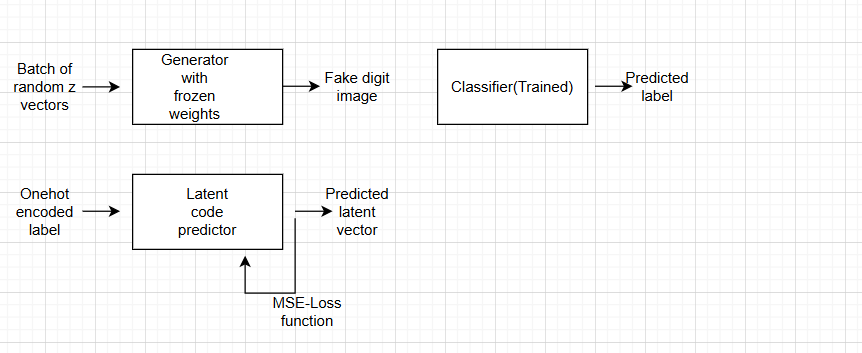 Batch of
random z
vectors
Generator
with
frozen
weights
Fake digit
image
Classifier(Trained)
Predicted
label
Onehot
encoded
label
Latent
code
predictor
Predicted
latent
vector
MSE-Loss
function